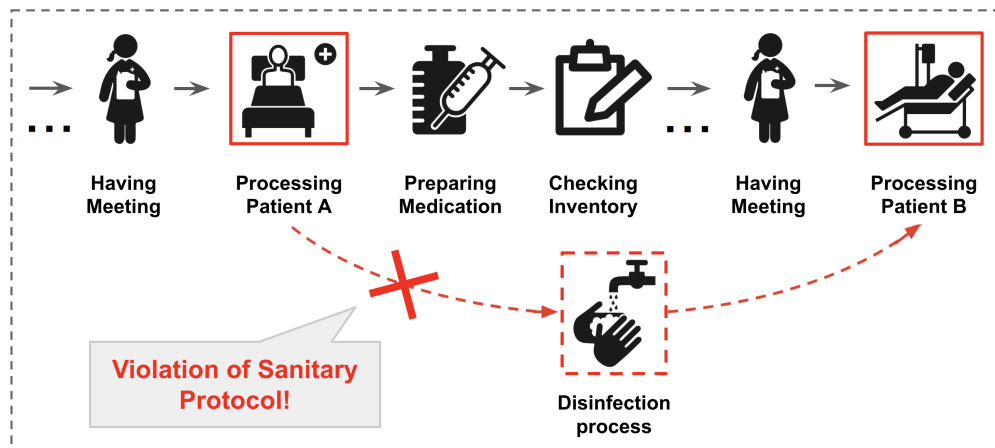 Having
Meeting
Processing
Patient A
Preparing
Medication
Checking
Inventory
Having
Meeting
Processing
Patient B
Violation of Sanitary
Protocol!
Disinfection
process